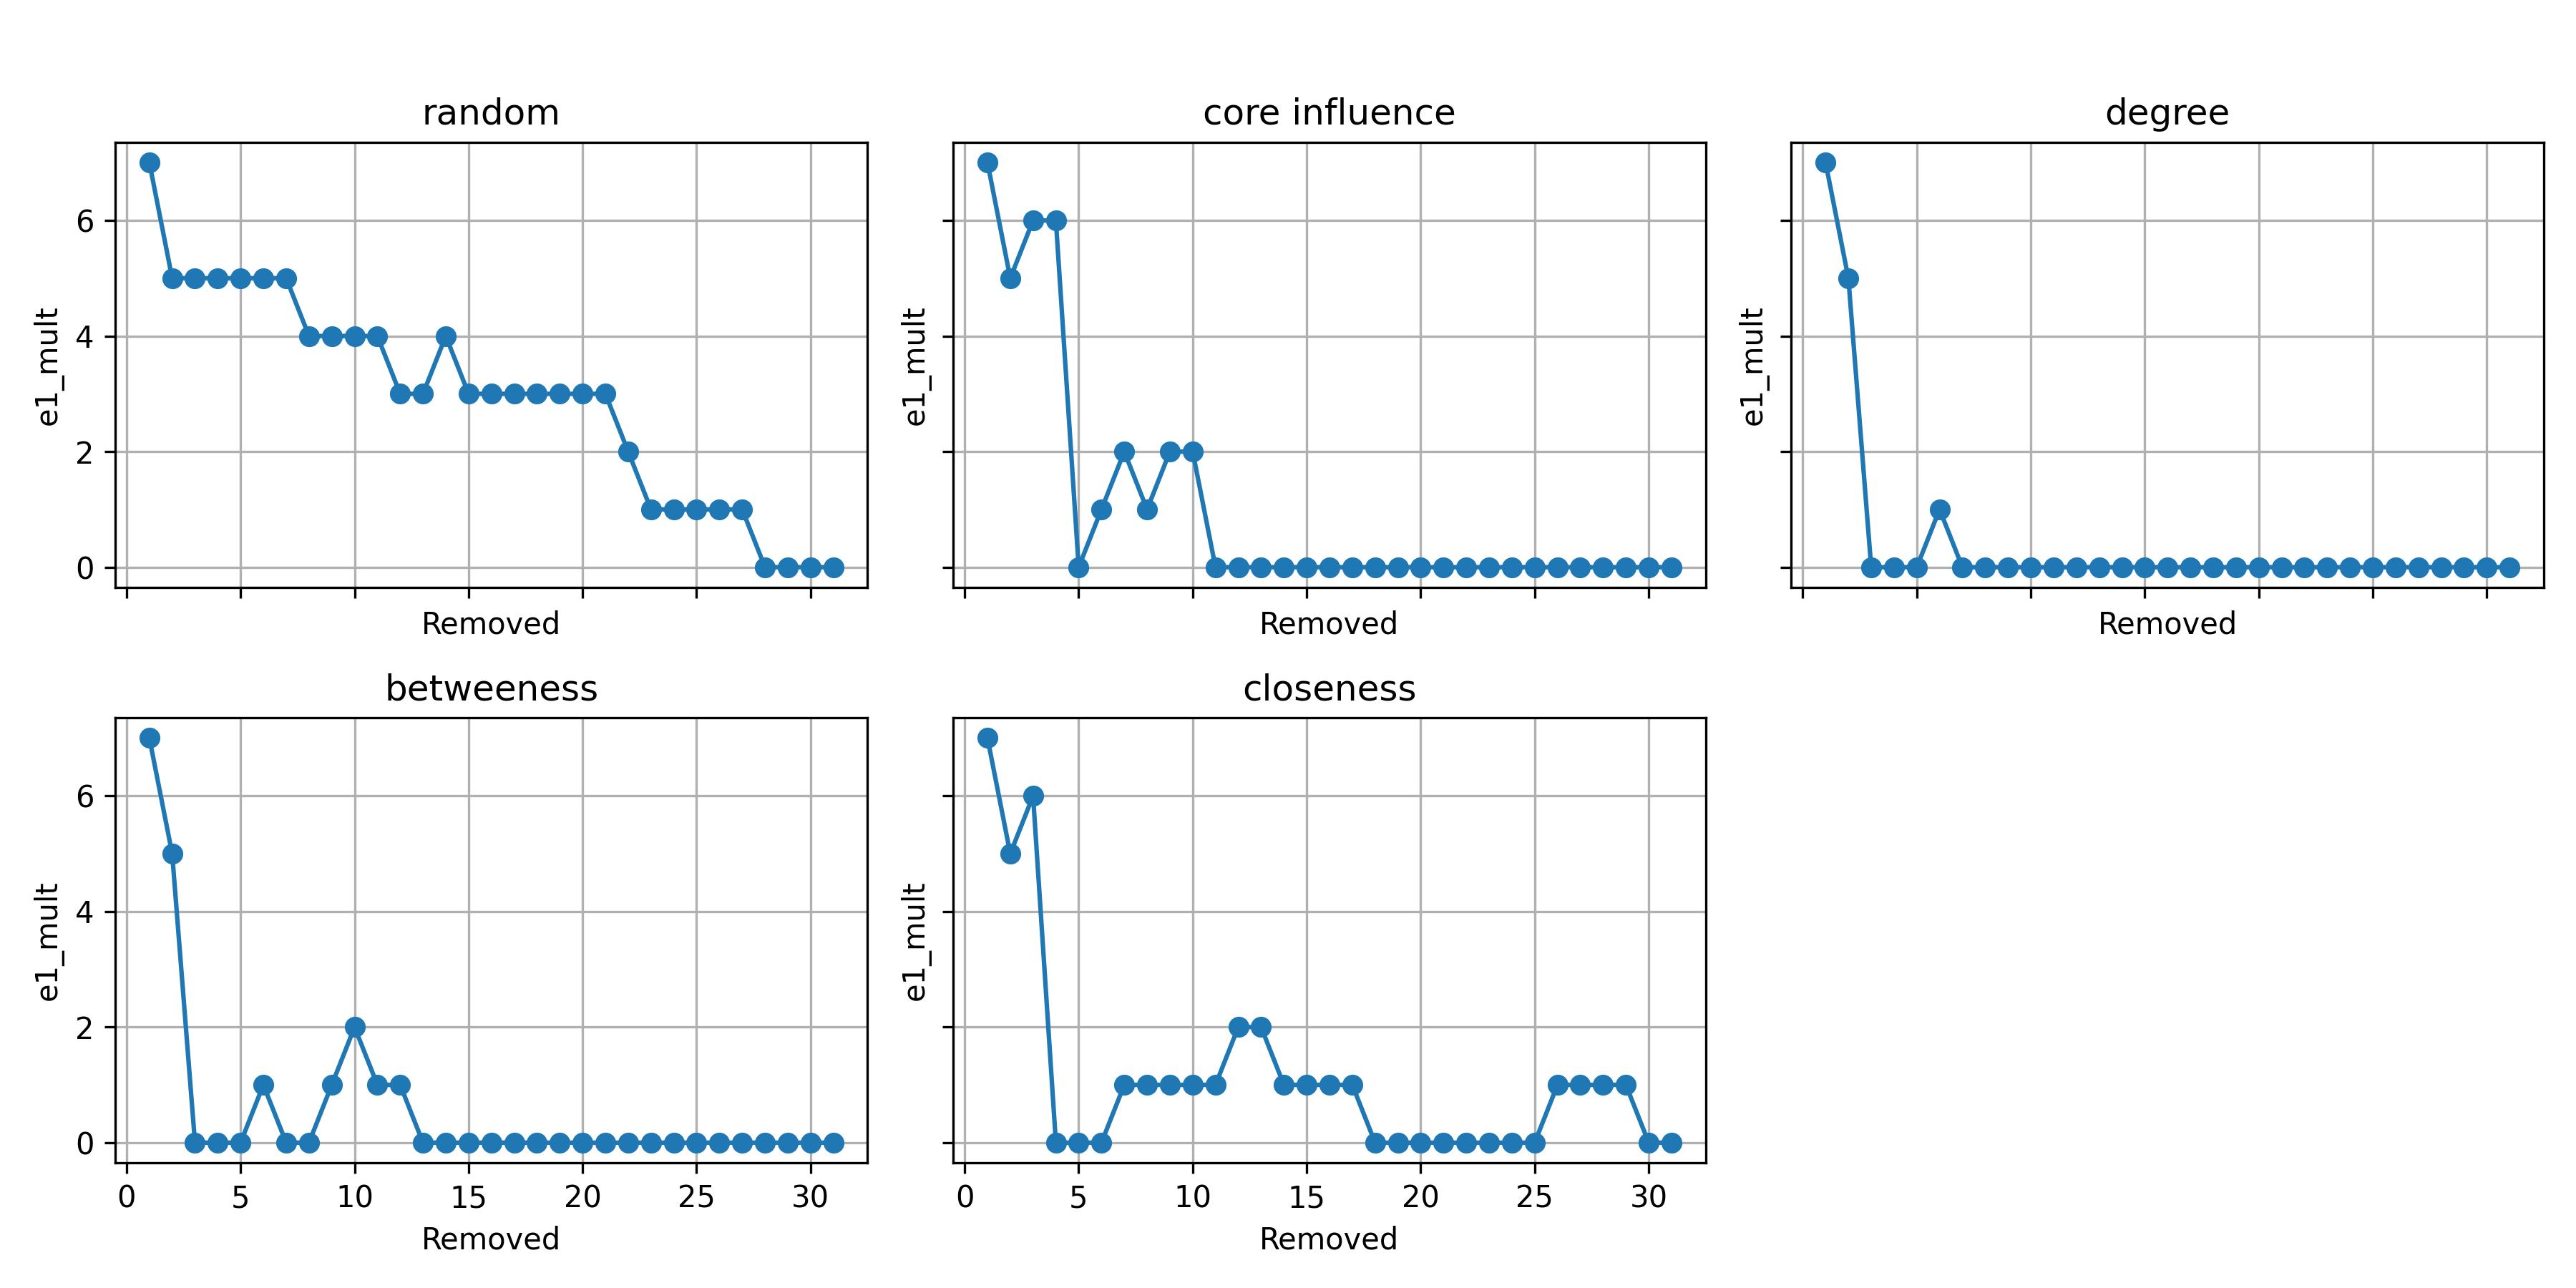 random
core influence
degree
e1_mult
6
4
2
0
e1_mult
e1_mult
Removed
Removed
Removed
betweeness
closeness
e1_mult
6
4
2
0
e1_mult
0 5 10 15 20 25 30
0 5 10 15 20 25 30
Removed
Removed